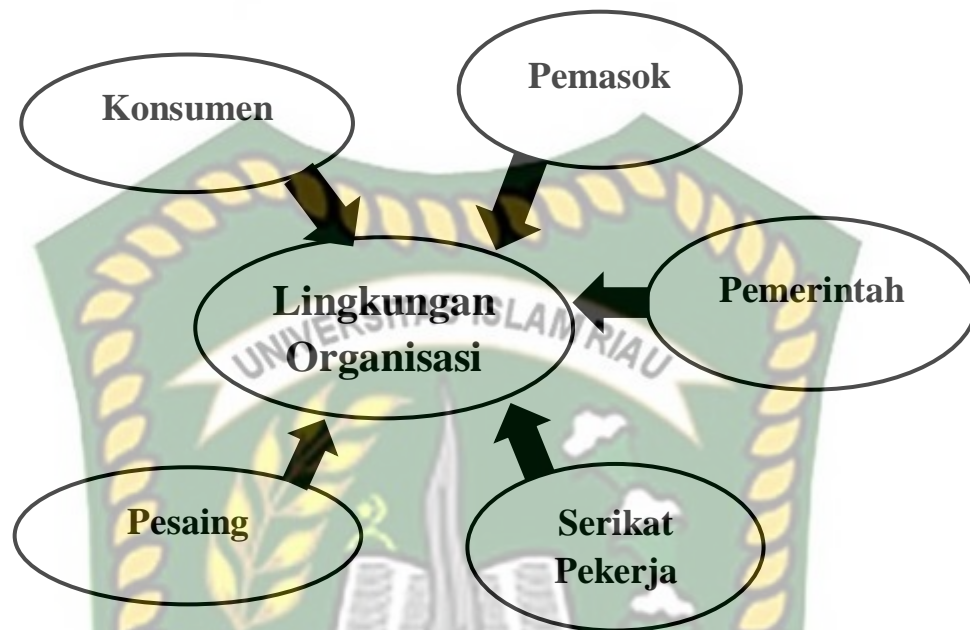 Konsumen
Pemasok
Pemerintah
Lingkungan
Organisasi
UNIVERSITAS ISLAM RIAU
Pesaing
Serikat
Pekerja